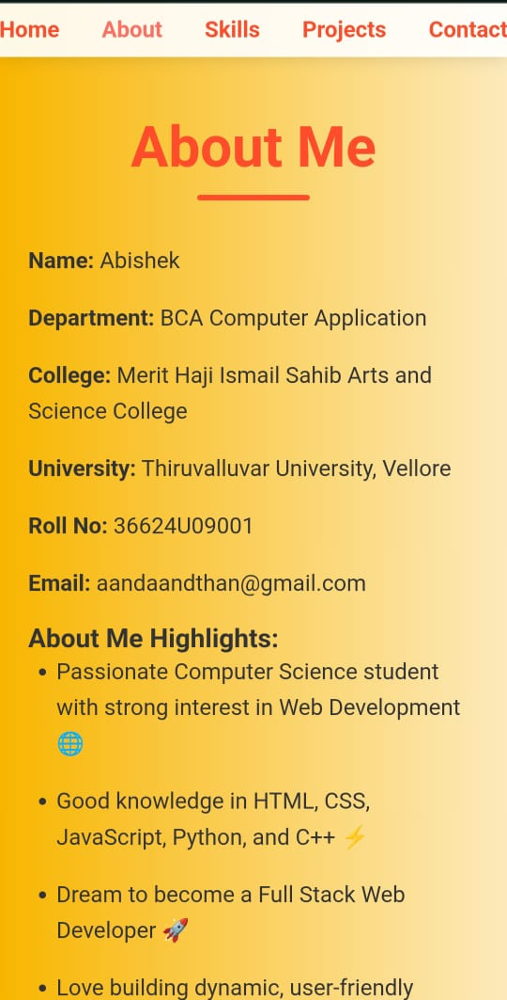 Home About Skills Projects Contact
About Me
Name: Abishek
Department: BCA Computer Application
College: Merit Haji Ismail Sahib Arts and
Science College
University: Thiruvalluvar University, Vellore
Roll No: 36624U09001
Email: aandaandthan@gmail.com
About Me Highlights:
• Passionate Computer Science student
with strong interest in Web Development
🌐
• Good knowledge in HTML, CSS,
JavaScript, Python, and C++ ⚡
• Dream to become a Full Stack Web
Developer 🚀
• Love building dynamic, user-friendly